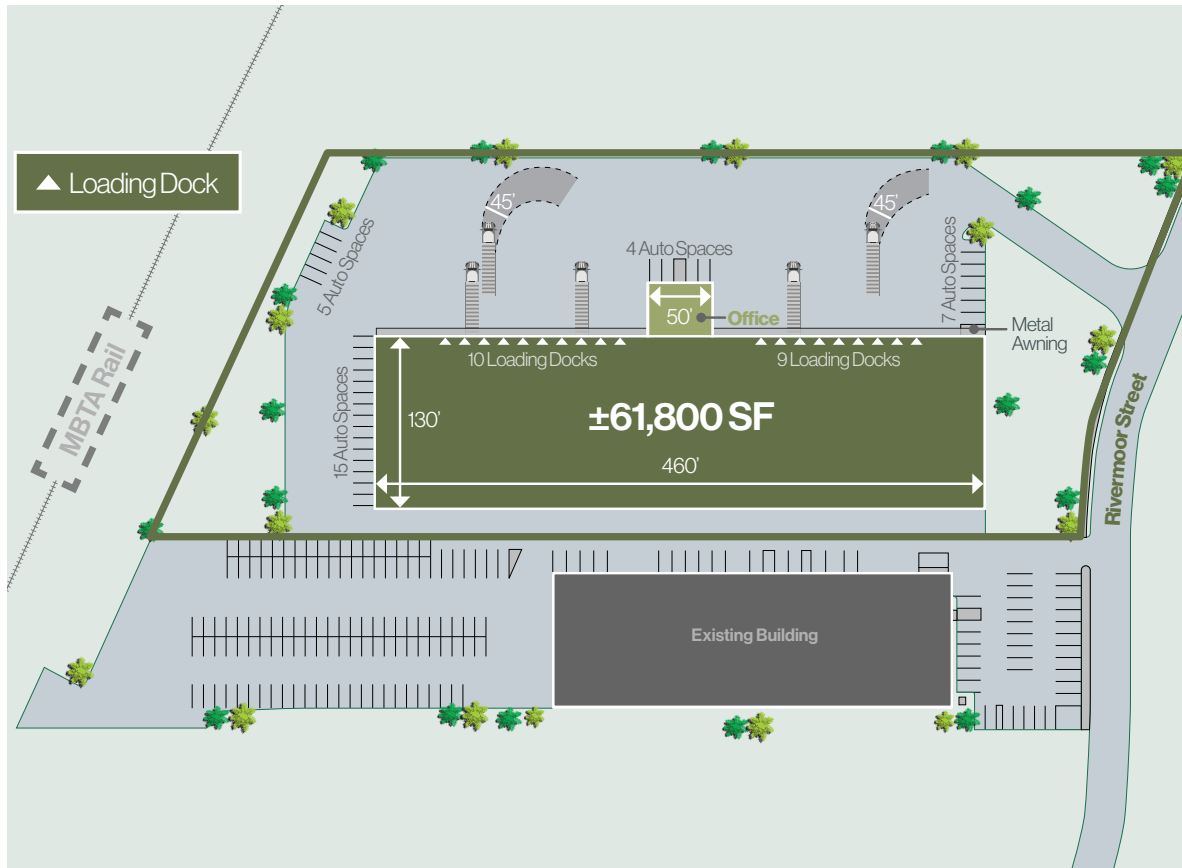 Loading Dock
45'
45'
4 Auto Spaces
5 Auto Spaces
7 Auto Spaces
50'
Office
Metal
Awning
10 Loading Docks
9 Loading Docks
MBTA Rail
15 Auto Spaces
130'
±61,800 SF
460'
Rivermoor Street
Existing Building